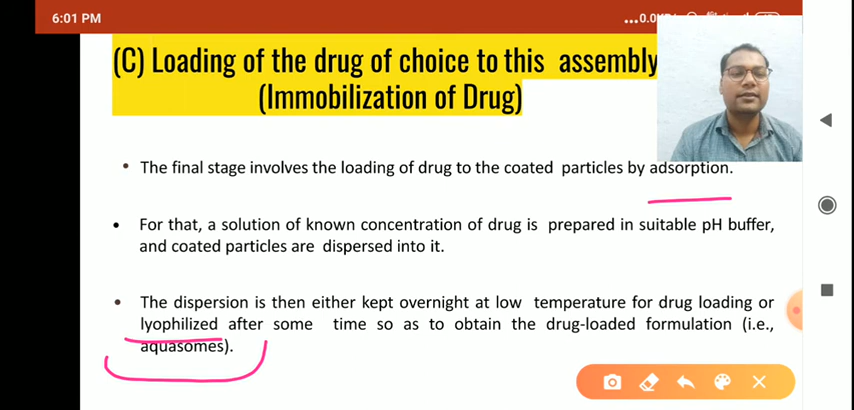 6:01 PM
...0.0K
(C) Loading of the drug of choice to this assembly
(Immobilization of Drug)
• The final stage involves the loading of drug to the coated particles by adsorption.
• For that, a solution of known concentration of drug is prepared in suitable pH buffer,
and coated particles are dispersed into it.
• The dispersion is then either kept overnight at low temperature for drug loading or
lyophilized after some time so as to obtain the drug-loaded formulation (i.e.,
aquasomes).